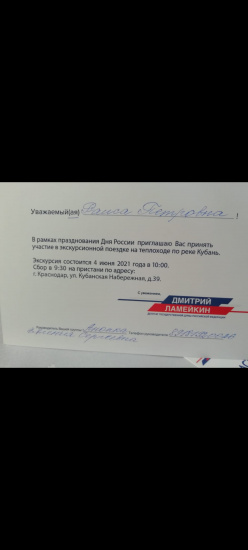 Уважаемый(ая) Раиса Петровна !
В рамках празднования Дня России приглашаю Вас принять
участие в экскурсионной поездке на теплоходе по реке Кубань.
Экскурсия состоится 4 июня 2021 года в 10:00.
Сбор в 9:30 на пристани по адресу:
г. Краснодар, ул. Кубанская Набережная, д.39.
С уважением,
ДМИТРИЙ
ЛАМЕЙКИН